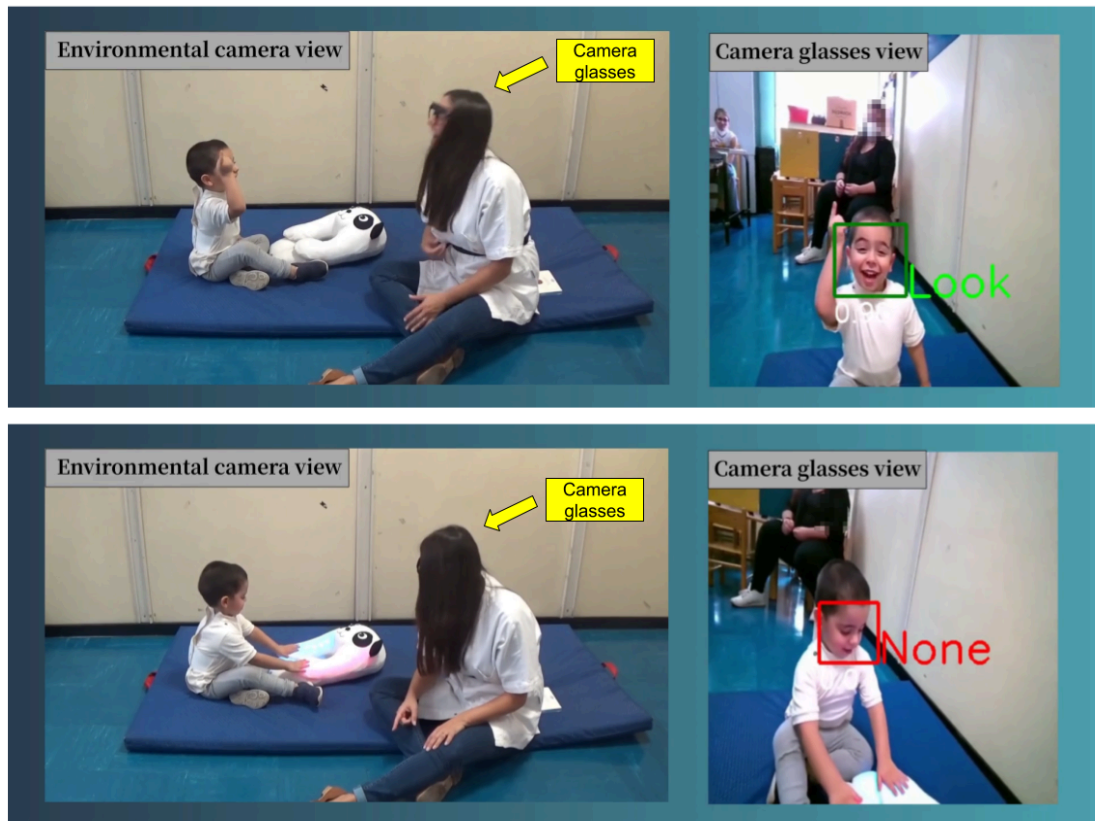 Environmental camera view
Camera
glasses
Camera glasses view
Look
Environmental camera view
Camera
glasses
Camera glasses view
None